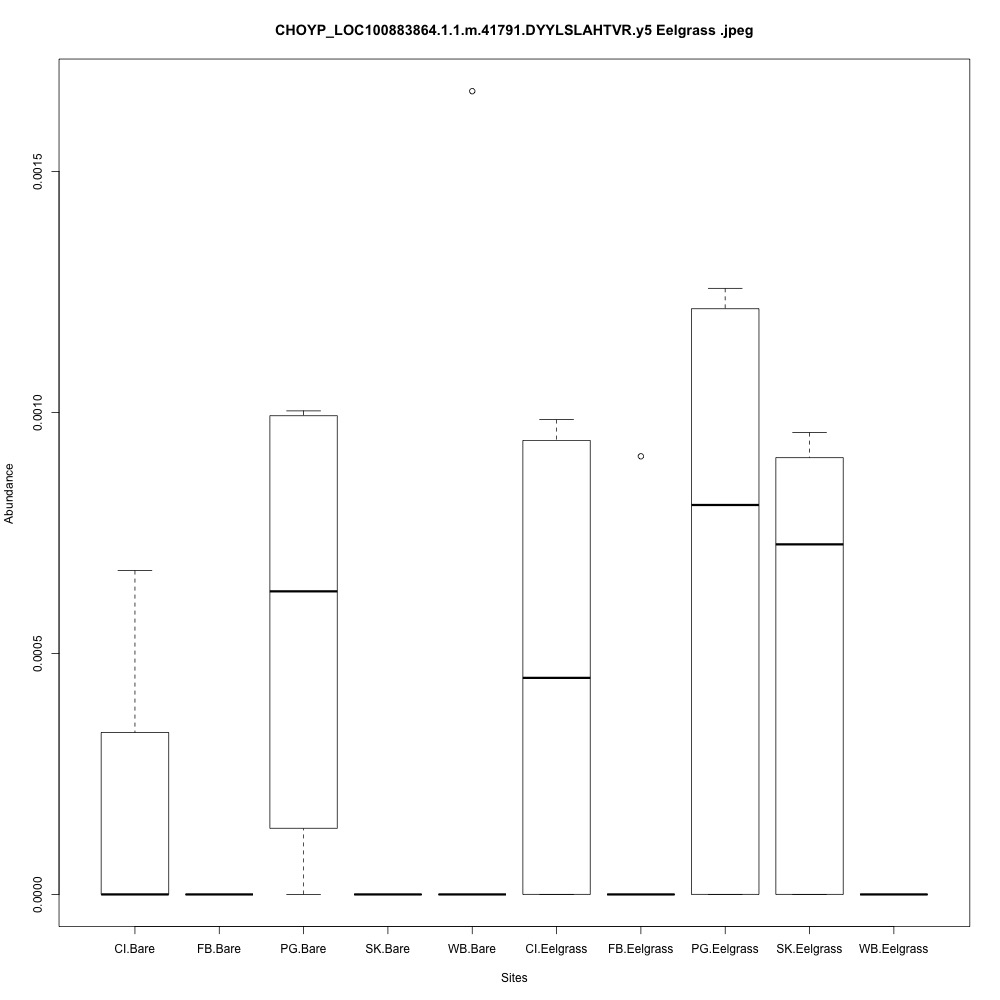 CHOYP_LOC100883864.1.1.m.41791.DYYLSLAHTVR.y5 Eelgrass .jpeg
Abundance
0.0015
0.0010
0.0005
0.0000
CI.Bare FB.Bare PG.Bare SK.Bare WB.Bare CI.Eelgrass FB.Eelgrass PG.Eelgrass SK.Eelgrass WB.Eelgrass
Sites